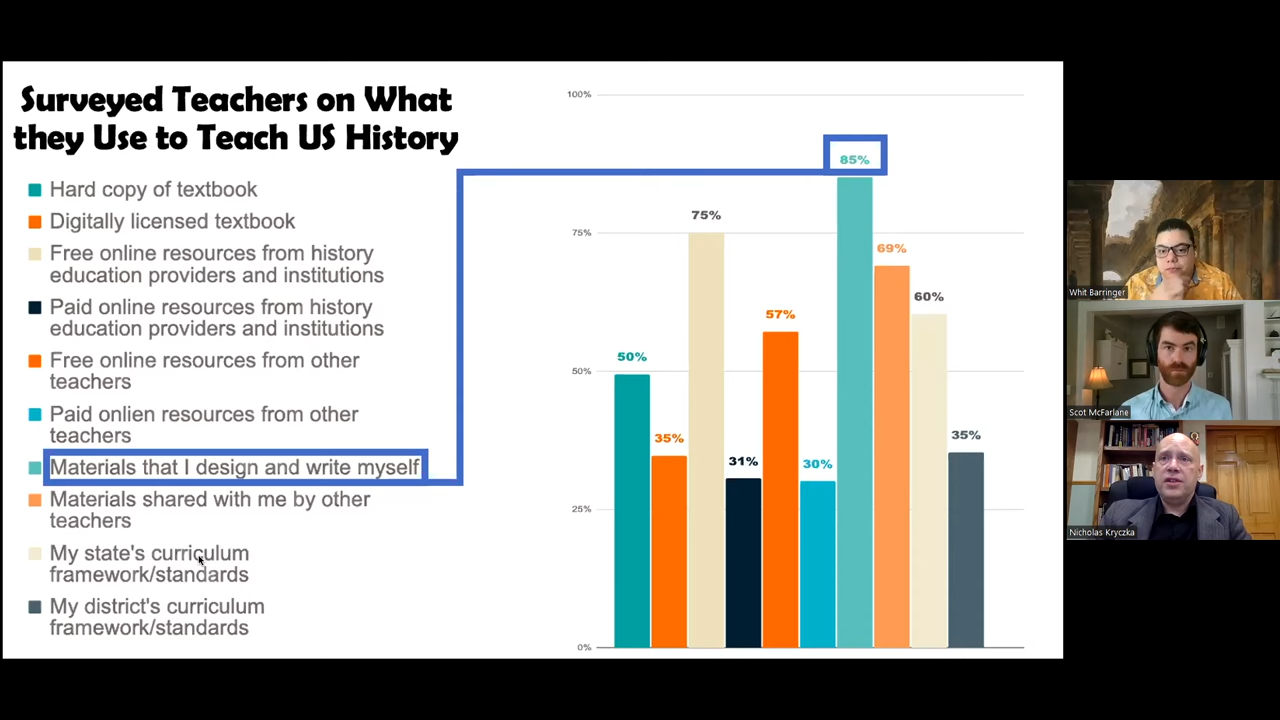 Surveyed Teachers on What
they Use to Teach US History
Hard copy of textbook
Digitally licensed textbook
Free online resources from history
education providers and institutions
Paid online resources from history
education providers and institutions
Free online resources from other
teachers
Paid onlien resources from other
teachers
Materials that I design and write myself
Materials shared with me by other
teachers
My state's curriculum
framework/standards
My district's curriculum
framework/standards
100%
75%
50%
25%
0%
50%
35%
75%
31%
57%
30%
85%
69%
60%
35%
Whit Barringer
Scot McFarlane
Nicholas Kryczka